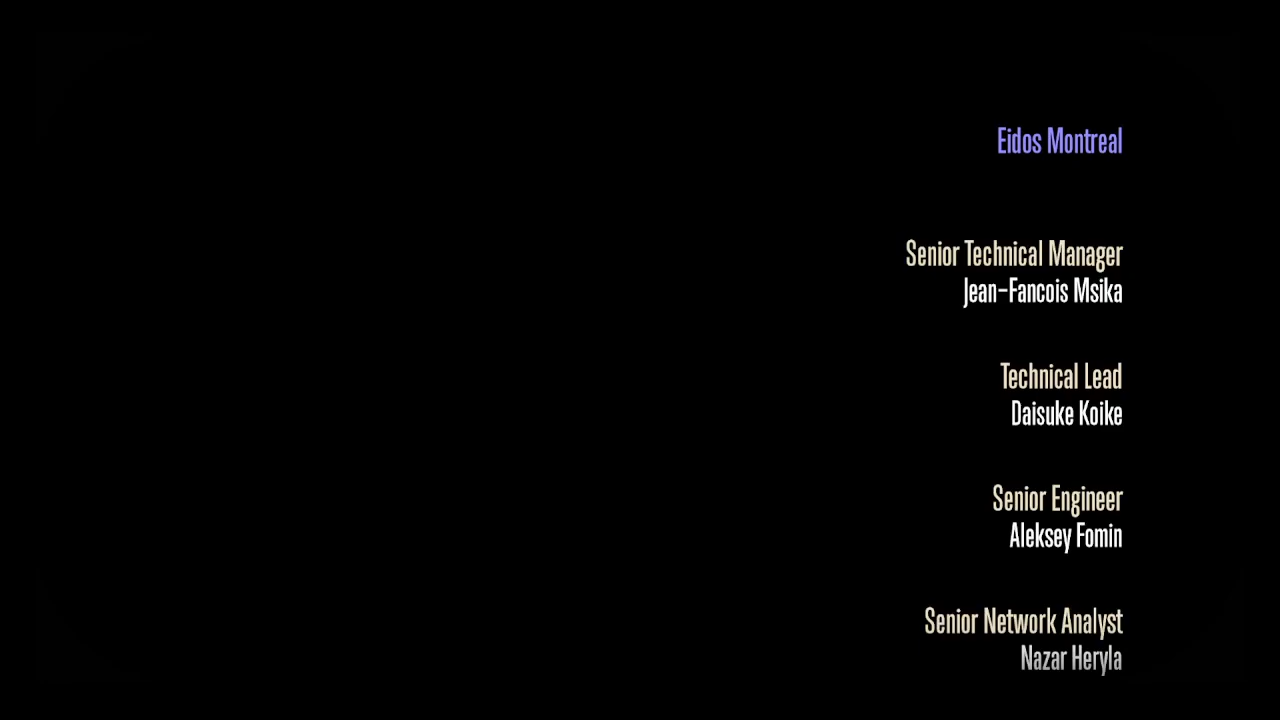 Eidos Montreal
Senior Technical Manager
Jean-Fancois Msika
Technical Lead
Daisuke Koike
Senior Engineer
Aleksey Fomin
Senior Network Analyst
Nazar Heryla